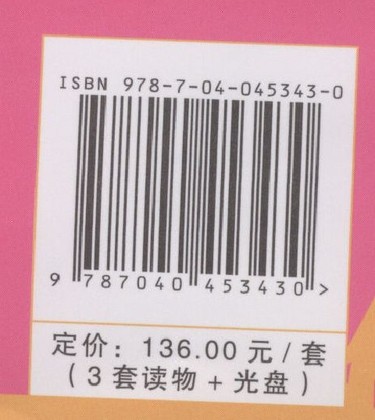 ISBN 978-7-04-045343-0
9 787040 453430 >
定价：136.00 元 / 套
( 3 套读物 + 光盘 )